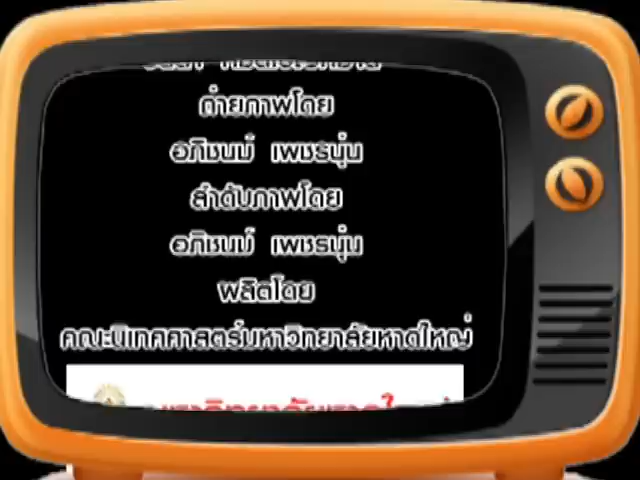 ถ่ายภาพโดย
อภิชนม์ เพชรนุ่น
ลำดับภาพโดย
อภิชนม์ เพชรนุ่น
ผลิตโดย
คณะนิเทศศาสตร์มหาวิทยาลัยหาดใหญ่